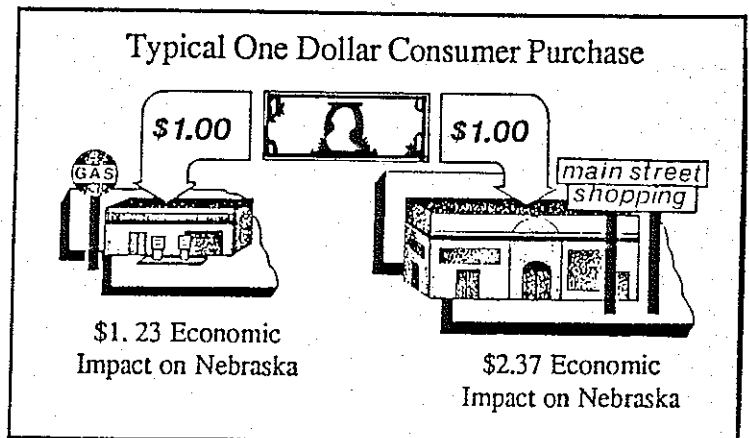 Typical One Dollar Consumer Purchase
$1.00
$1.00
GAS
main street
shopping
$1. 23 Economic
Impact on Nebraska
$2.37 Economic
Impact on Nebraska